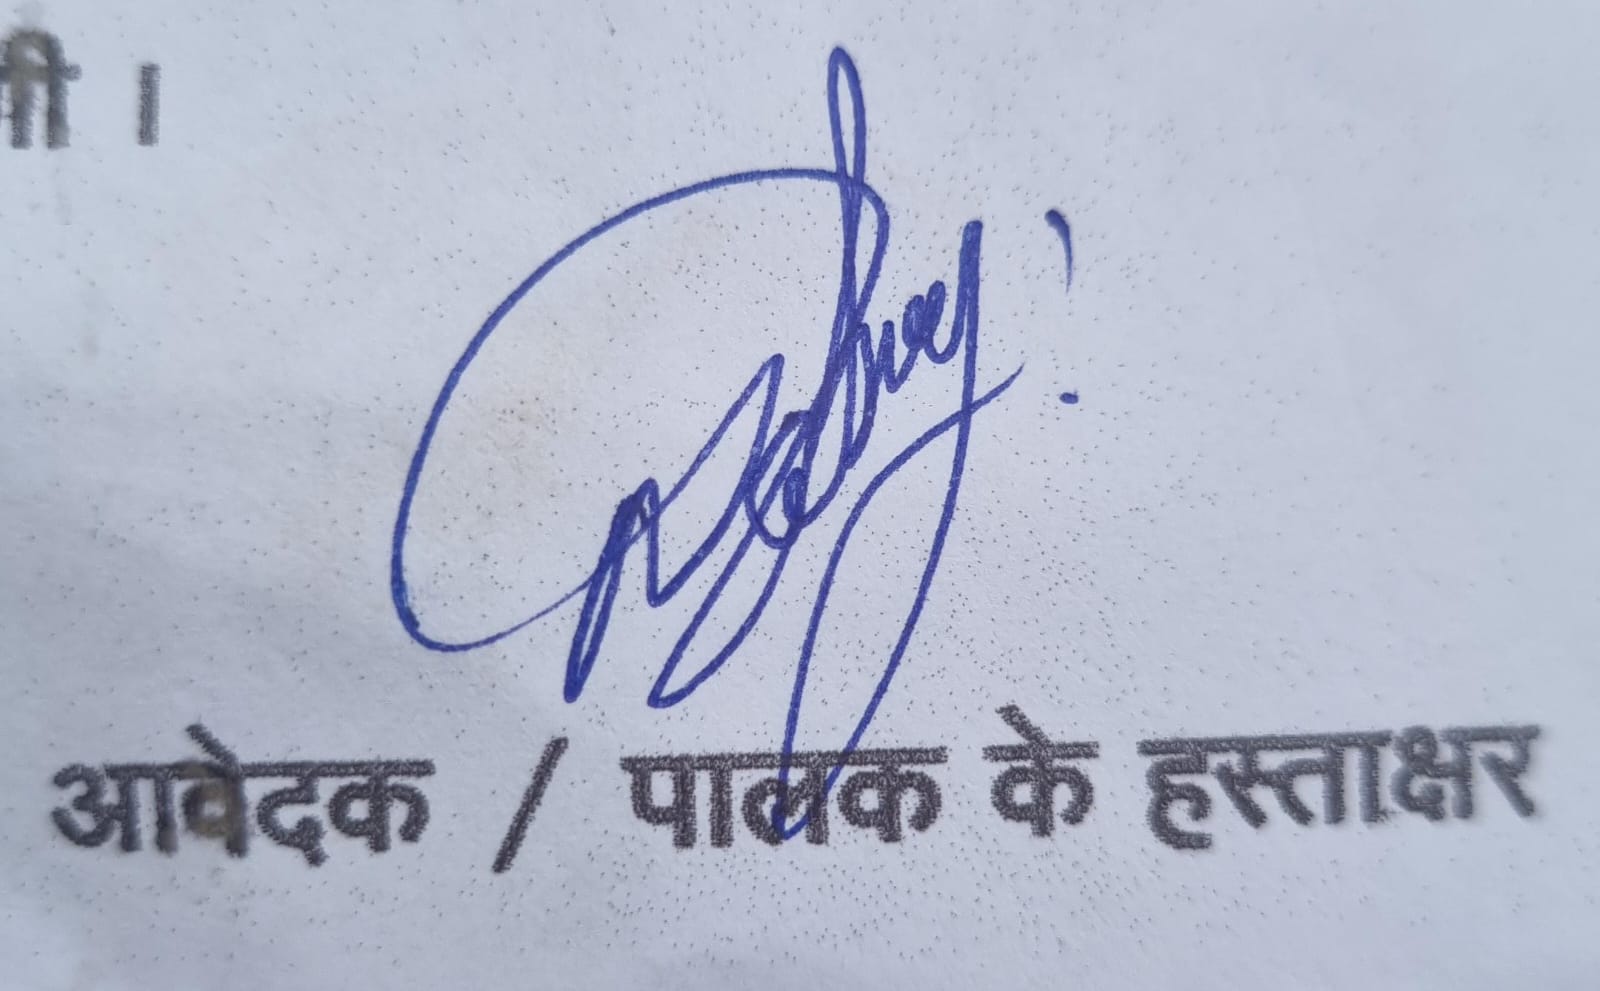 गी ।
आवेदक / पालक के हस्ताक्षर